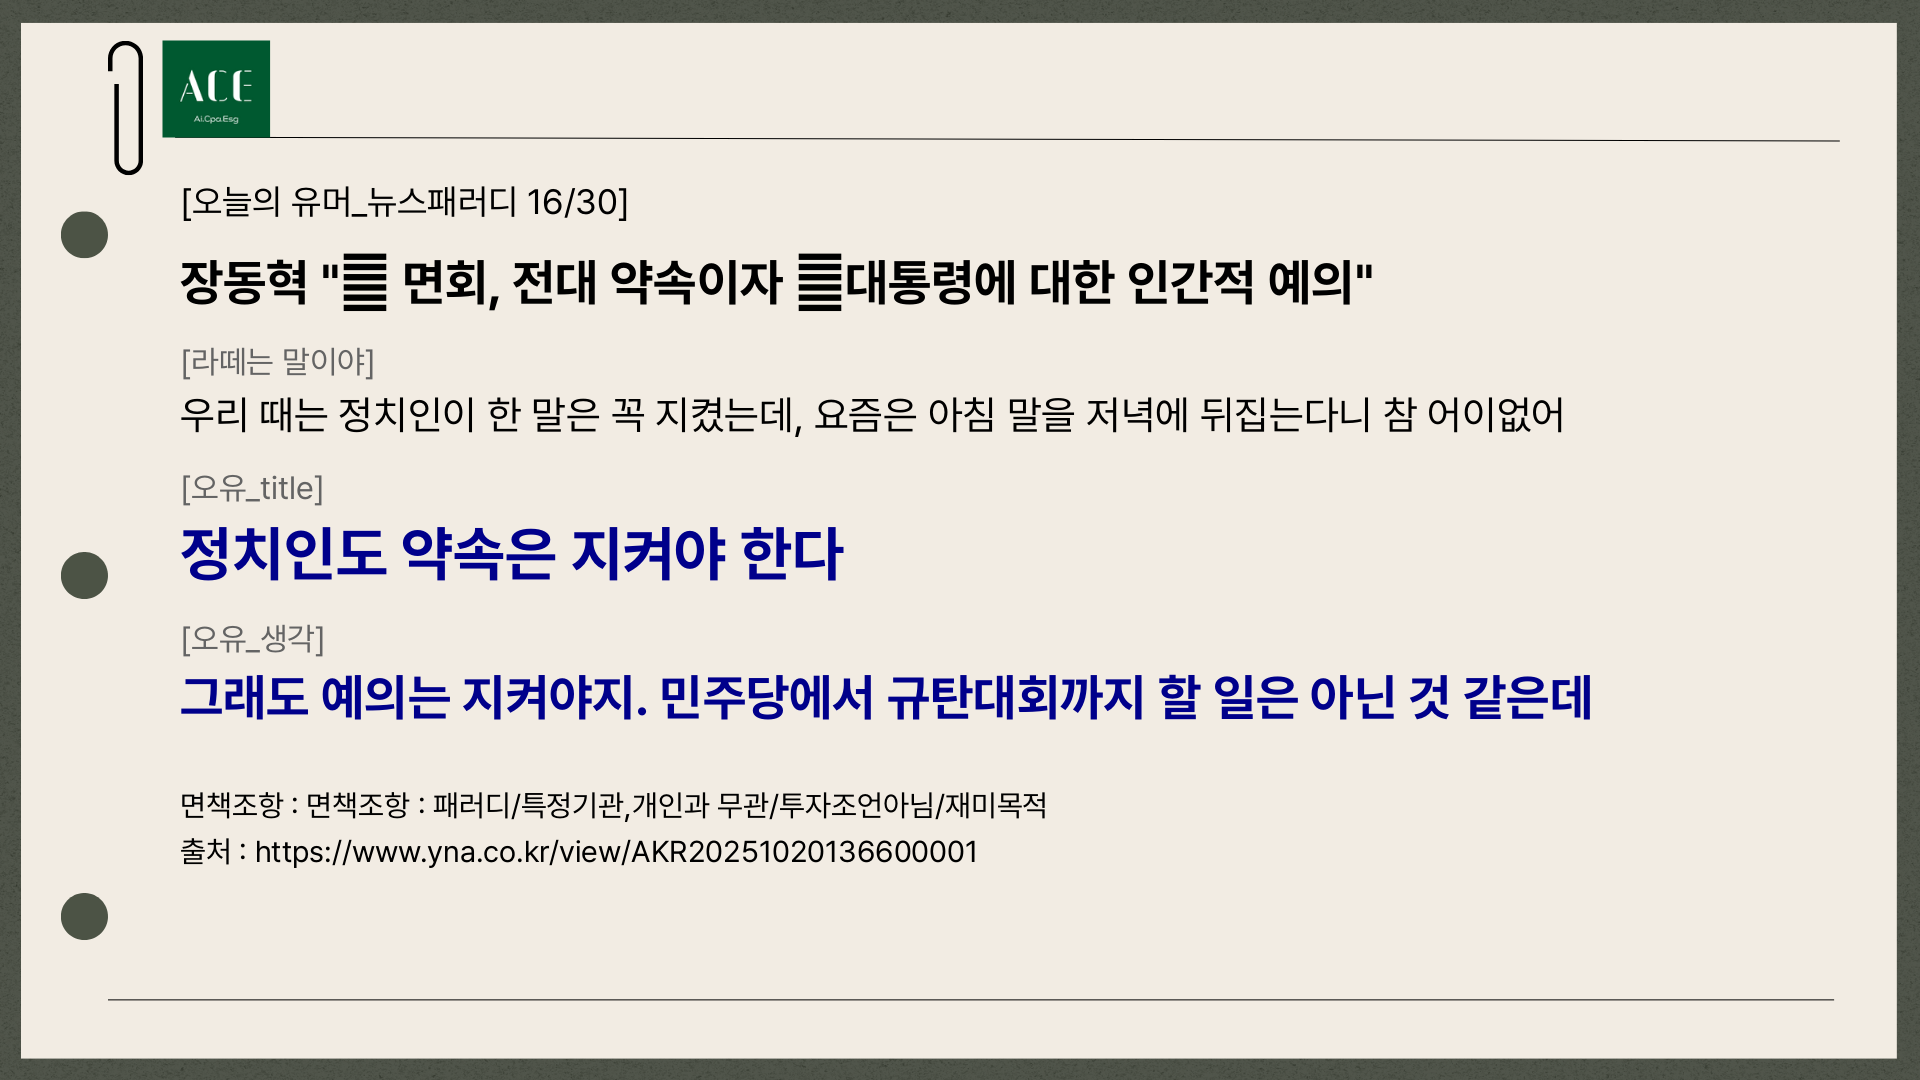 ACE
Ai.Cpa.Esg
[오늘의 유머_뉴스패러디 16/30]
장동혁 " 면회, 전대 약속이자 대통령에 대한 인간적 예의"
[라떼는 말이야]
우리 때는 정치인이 한 말은 꼭 지켰는데, 요즘은 아침 말을 저녁에 뒤집는다니 참 어이없어
[오유_title]
정치인도 약속은 지켜야 한다
[오유_생각]
그래도 예의는 지켜야지. 민주당에서 규탄대회까지 할 일은 아닌 것 같은데
면책조항 : 면책조항 : 패러디/특정기관,개인과 무관/투자조언아님/재미목적
출처 : https://www.yna.co.kr/view/AKR20251020136600001